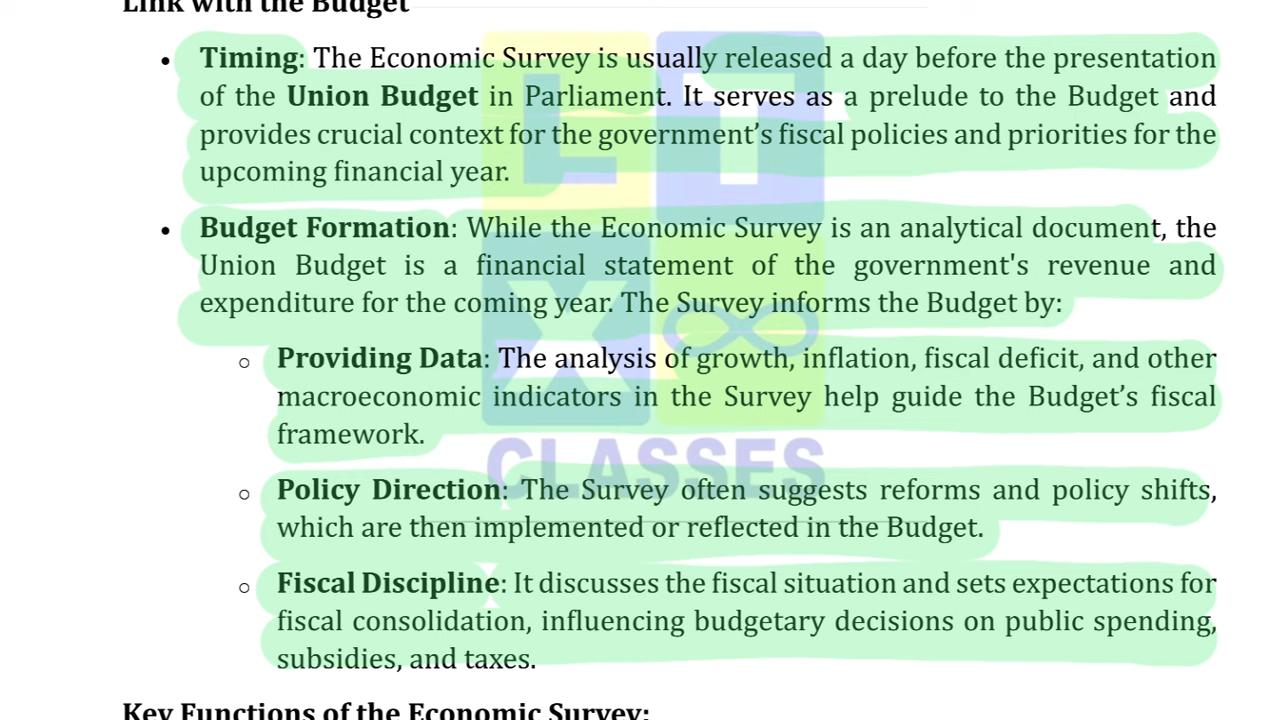 Link with the Budget
• Timing: The Economic Survey is usually released a day before the presentation
of the Union Budget in Parliament. It serves as a prelude to the Budget and
provides crucial context for the government’s fiscal policies and priorities for the
upcoming financial year.
• Budget Formation: While the Economic Survey is an analytical document, the
Union Budget is a financial statement of the government's revenue and
expenditure for the coming year. The Survey informs the Budget by:
○ Providing Data: The analysis of growth, inflation, fiscal deficit, and other
macroeconomic indicators in the Survey help guide the Budget’s fiscal
framework.
○ Policy Direction: The Survey often suggests reforms and policy shifts,
which are then implemented or reflected in the Budget.
○ Fiscal Discipline: It discusses the fiscal situation and sets expectations for
fiscal consolidation, influencing budgetary decisions on public spending,
subsidies, and taxes.
Key Functions of the Economic Survey:
CLASSES